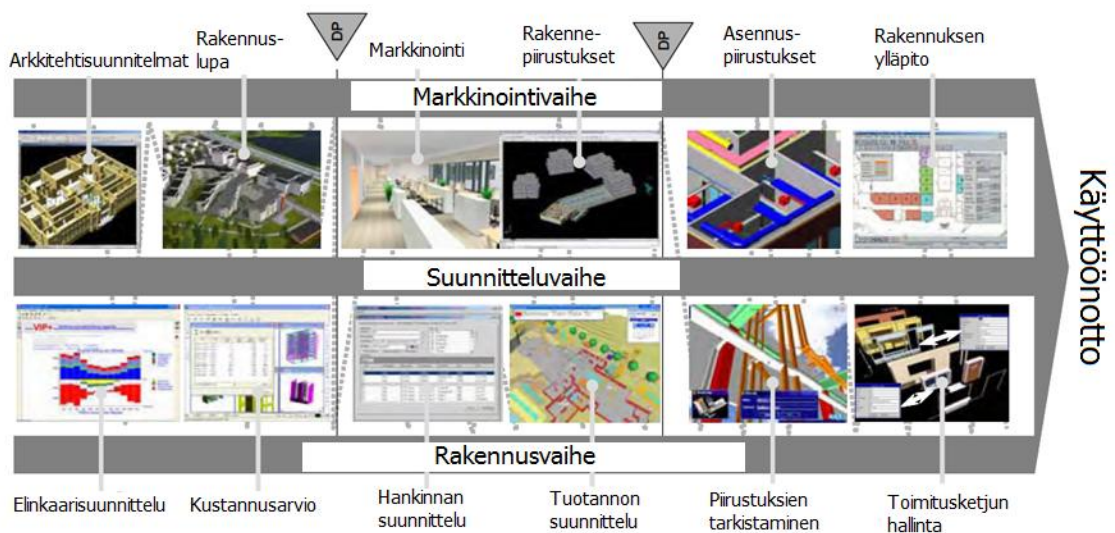 DP
DP
Arkkitehtisuunnitelmat
Rakennus-
lupa
Markkinointi
Rakenne-
piirustukset
Asennus-
piirustukset
Rakennuksen
ylläpito
Markkinointivaihe
Suunnitteluvaihe
VIP+
Rakennusvaihe
Käyttöönotto
Elinkaarisuunnittelu
Kustannusarvio
Hankinnan
suunnittelu
Tuotannon
suunnittelu
Piirustuksien
tarkistaminen
Toimitusketjun
hallinta